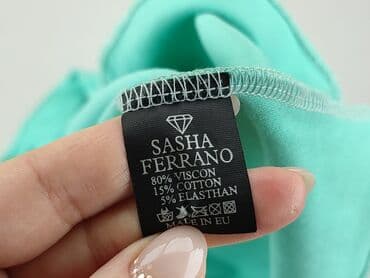 SASHA
FERRANO
80% VISCON
15% COTTON
5% ELASTHAN
MADE IN EU